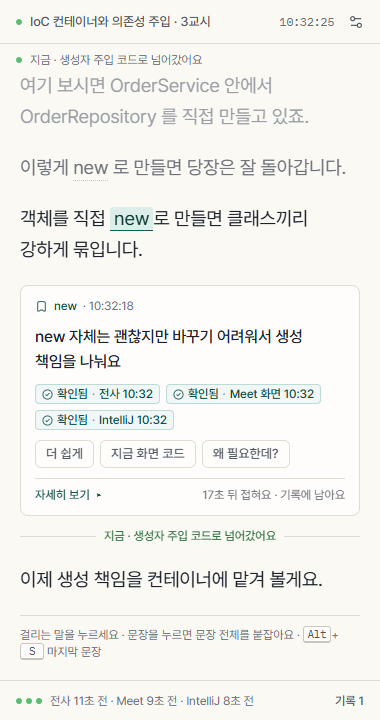 IoC 컨테이너와 의존성 주입 · 3교시
10:32:25
지금 · 생성자 주입 코드로 넘어갔어요
여기 보시면 OrderService 안에서
OrderRepository 를 직접 만들고 있죠.
이렇게 new 로 만들면 당장은 잘 돌아갑니다.
객체를 직접 new 로 만들면 클래스끼리
강하게 묶입니다.
new · 10:32:18
new 자체는 괜찮지만 바꾸기 어려워서 생성
책임을 나눠요
확인됨 · 전사 10:32 확인됨 · Meet 화면 10:32
확인됨 · IntelliJ 10:32
더 쉽게 지금 화면 코드 왜 필요한데?
자세히 보기 ▸ 17초 뒤 접혀요 · 기록에 남아요
지금 · 생성자 주입 코드로 넘어갔어요
이제 생성 책임을 컨테이너에 맡겨 볼게요.
걸리는 말을 누르세요 · 문장을 누르면 문장 전체를 붙잡아요 · Alt +
S 마지막 문장
전사 11초 전 · Meet 9초 전 · IntelliJ 8초 전
기록 1